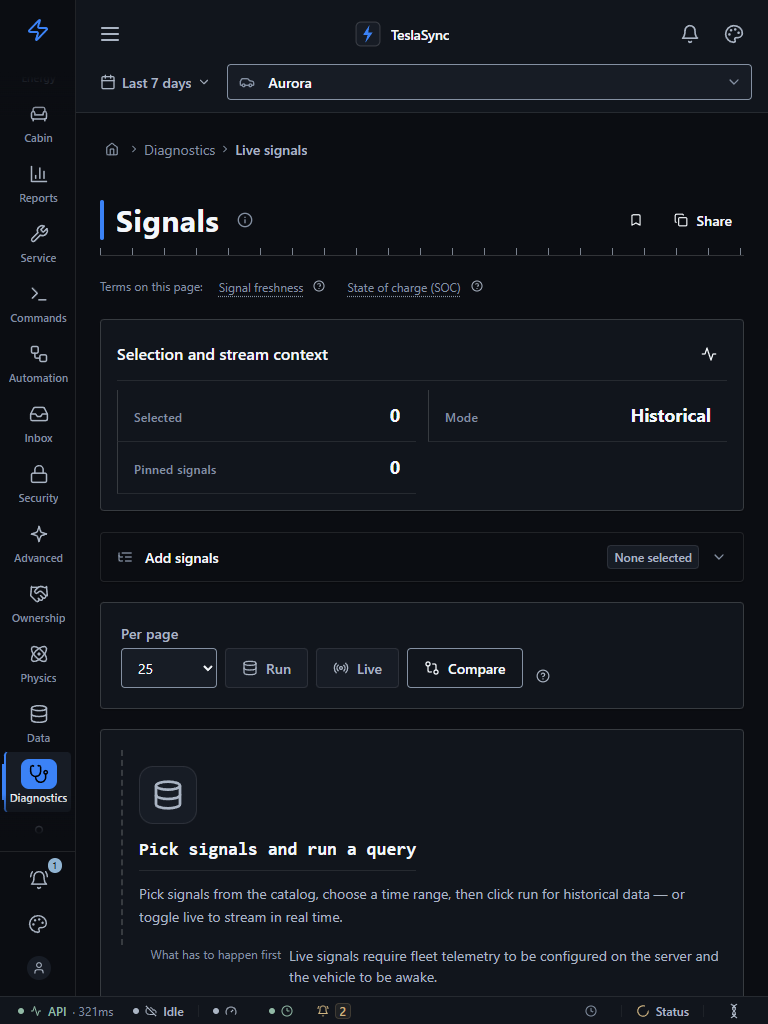 TeslaSync
Last 7 days
Aurora
Cabin
Reports
Service
Commands
Automation
Inbox
Security
Advanced
Ownership
Physics
Data
Diagnostics
1
Diagnostics
Live signals
Signals
Share
Terms on this page:
Signal freshness
State of charge (SOC)
Selection and stream context
Selected
0
Mode
Historical
Pinned signals
0
Add signals
None selected
Per page
25
Run
Live
Compare
Pick signals and run a query
Pick signals from the catalog, choose a time range, then click run for historical data — or
toggle live to stream in real time.
What has to happen first
Live signals require fleet telemetry to be configured on the server and
the vehicle to be awake.
API · 321ms
Idle
2
Status